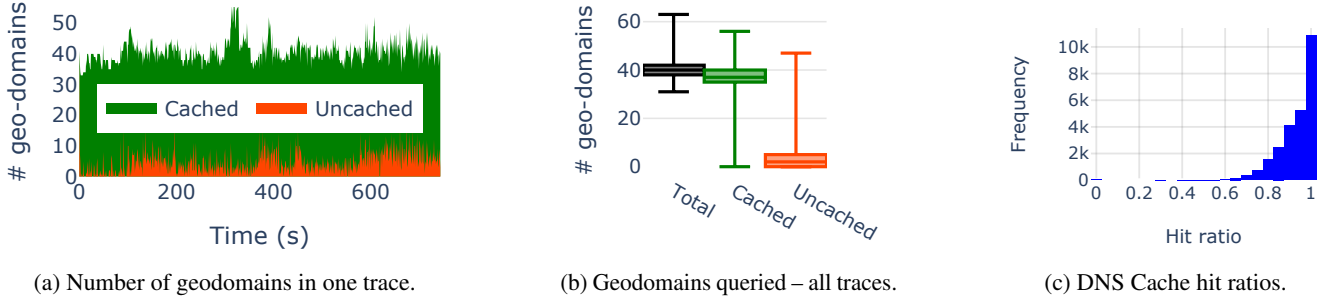 # geo-domains
50
40
30
20
10
0
Cached
Uncached
0
200
400
600
Time (s)
(a) Number of geodomains in one trace.
# geo-domains
60
40
20
0
Total
Cached
Uncached
(b) Geodomains queried – all traces.
Frequency
10k
8k
6k
4k
2k
0
0
0.2
0.4
0.6
0.8
1
Hit ratio
(c) DNS Cache hit ratios.